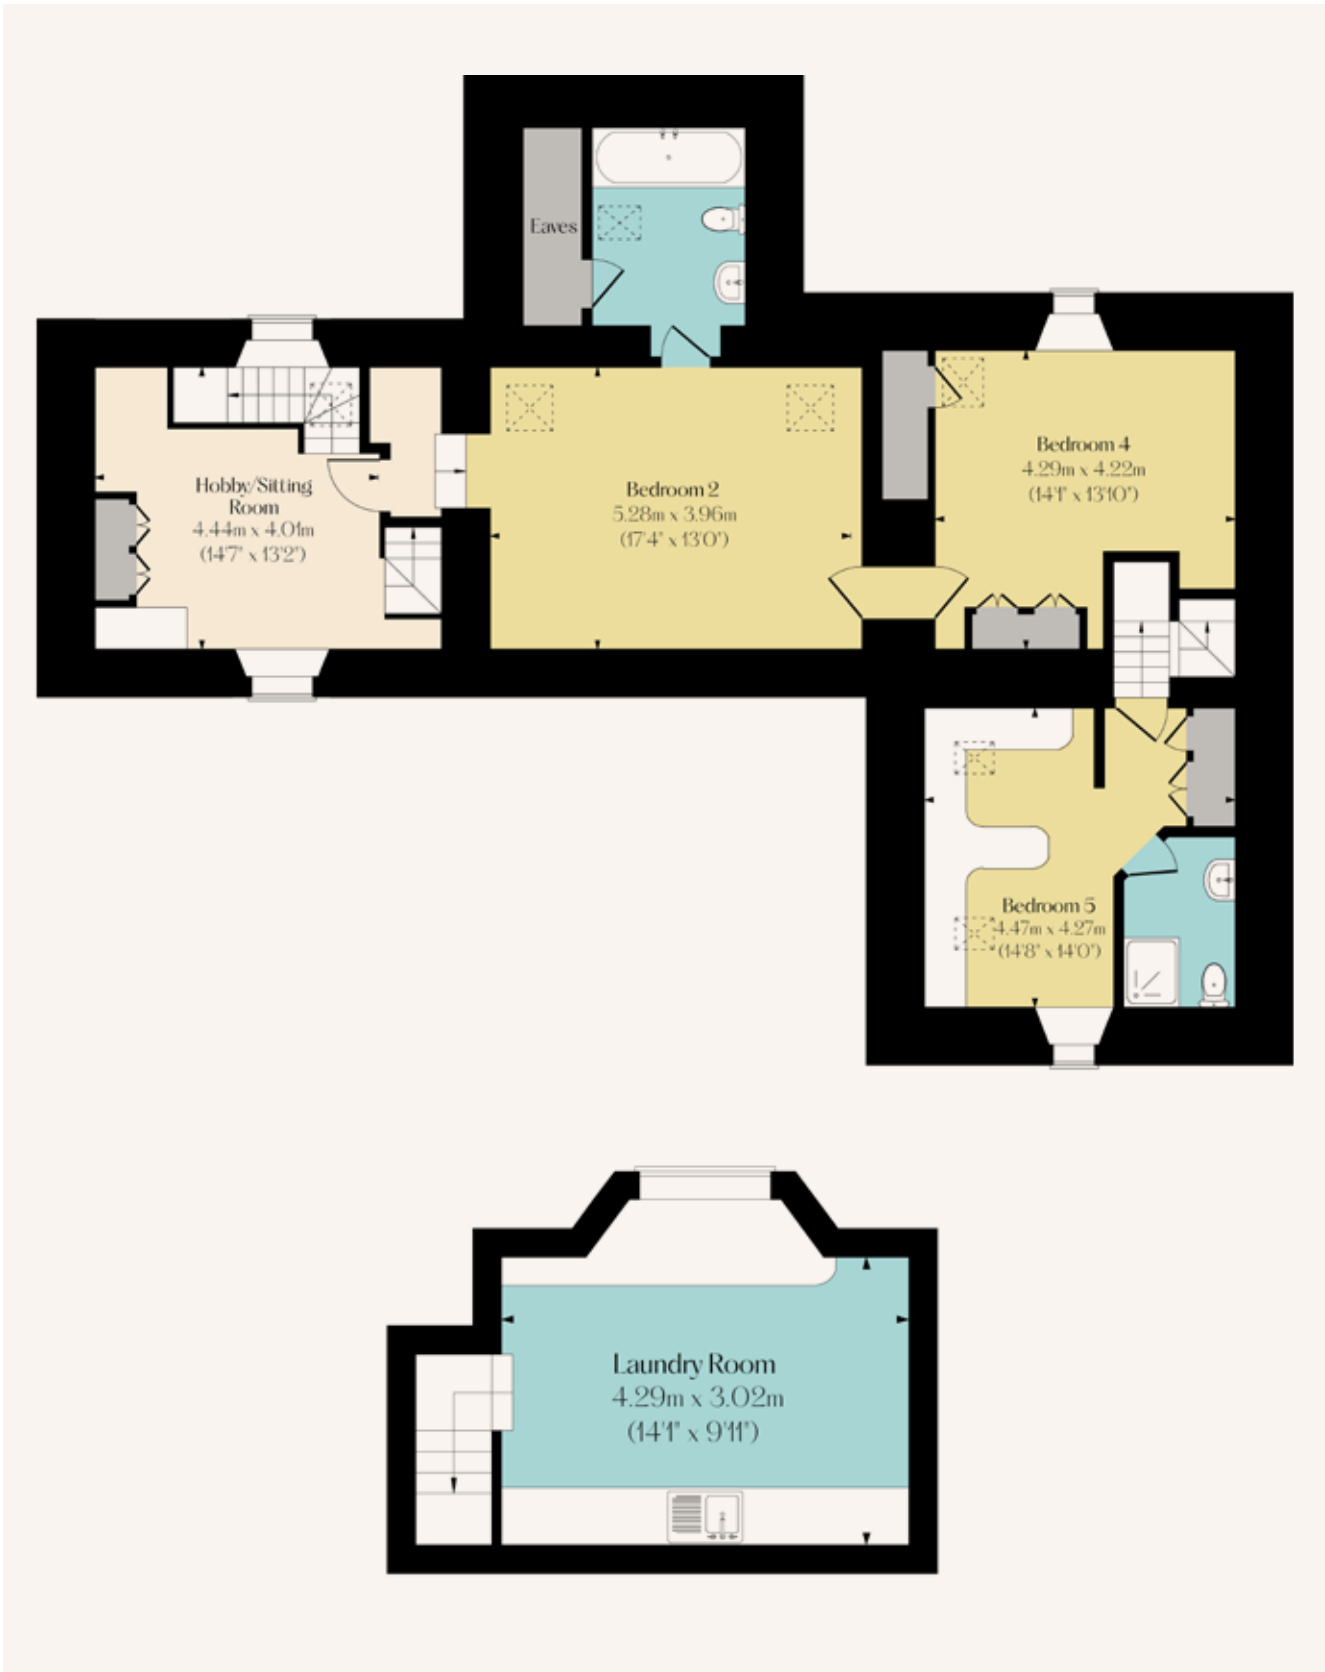 Eaves
Hobby/Sitting
Room
4.44m x 4.01m
(14'7" x 13'2")
Bedroom 2
5.28m x 3.96m
(17'4" x 13'0")
Bedroom 4
4.29m x 4.22m
(14'1" x 13'10")
Bedroom 5
4.47m x 4.27m
(14'8" x 14'0")
Laundry Room
4.29m x 3.02m
(14'1" x 9'11")